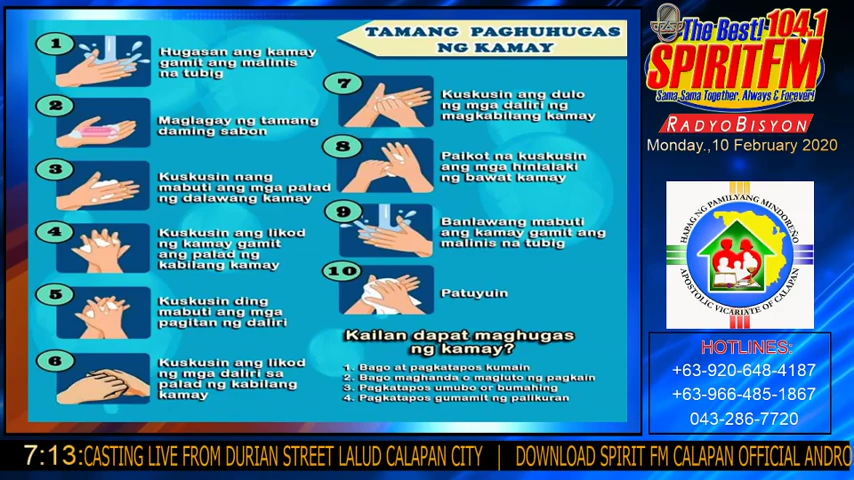 TAMANG PAGHUHUGAS
NG KAMAY
1
Hugasan ang kamay
gamit ang malinis
na tubig
2
Maglagay ng tamang
daming sabon
3
Kuskusin nang
mabuti ang mga palad
ng dalawang kamay
4
Kuskusin ang likod
ng kamay gamit
ang palad ng
kabilang kamay
5
Kuskusin ding
mabuti ang mga
pagitan ng daliri
6
Kuskusin ang likod
ng mga daliri sa
palad ng kabilang
kamay
7
Kuskusin ang dulo
ng mga daliri ng
magkabilang kamay
8
Paikot na kuskusin
ang mga hinlalaki
ng bawat kamay
9
Banlawang mabuti
ang kamay gamit ang
malinis na tubig
10
Patuyuin
Kailan dapat maghugas
ng kamay?
1. Bago at pagkatapos kumain
2. Bago maghanda o magluto ng pagkain
3. Pagkatapos umubo or bumahing
4. Pagkatapos gumamit ng palikuran
The Best! 104.1
SPIRIT FM
Sama, Sama Together, Always & Forever!
RADYOBISYON
Monday.,10 February 2020
HAPAG NG PAMILYANG MINDOREÑO
APOSTOLIC VICARIATE OF CALAPAN
HOTLINES:
+63-920-648-4187
+63-966-485-1867
043-286-7720
7:13:CASTING LIVE FROM DURIAN STREET LALUD CALAPAN CITY | DOWNLOAD SPIRIT FM CALAPAN OFFICIAL ANDRO